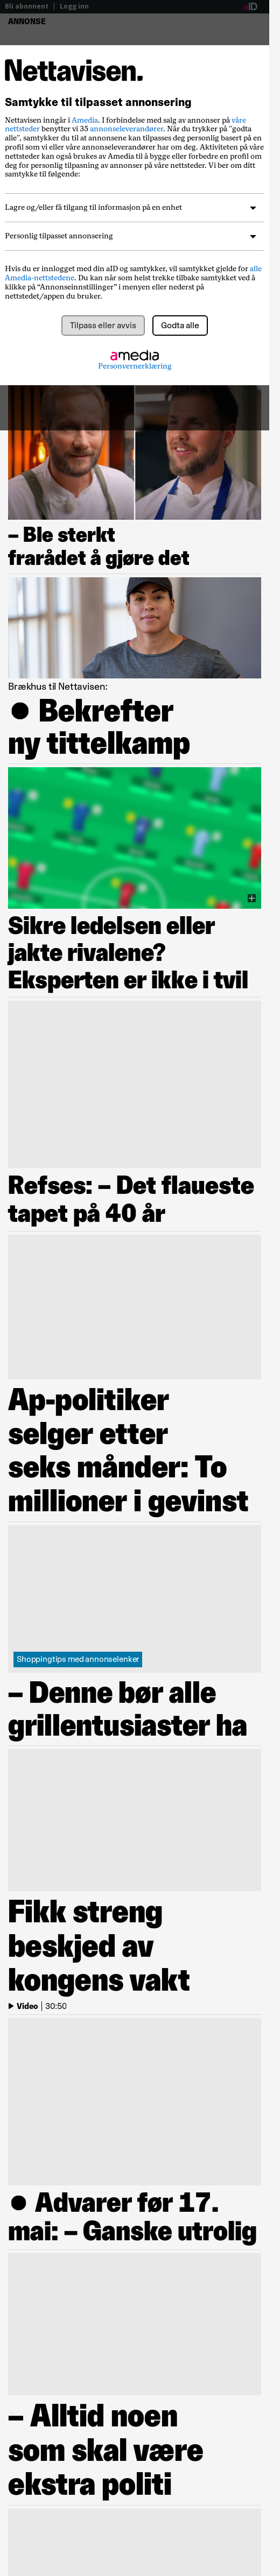 Bli abonnent | Logg inn
aID
ANNONSE
Nettavisen.
Samtykke til tilpasset annonsering
Nettavisen inngår i Amedia. I forbindelse med salg av annonser på våre
nettsteder benytter vi 35 annonseleverandører. Når du trykker på "godta
alle", samtykker du til at annonsene kan tilpasses deg personlig basert på en
profil som vi eller våre annonsepartnere har om deg. Aktiviteten din på våre
nettsteder kan også brukes av Amedia til å bygge eller forbedre en profil om
deg for personlig tilpasning av annonser på våre nettsteder. Vi ber om ditt
samtykke til følgende:
Lagre og/eller få tilgang til informasjon på en enhet
Personlig tilpasset annonsering
Hvis du er innlogget med din aID og samtykker, vil samtykket gjelde for alle
Amedia-nettstedene. Du kan når som helst trekke tilbake samtykket ved å
klikke på “Annonseinnstillinger” i menyen eller nederst på
nettstedet/appen du bruker.
Tilpass eller avvis
Godta alle
amedia
Personvernerklæring
– Ble sterkt
frarådet å gjøre det
Brækhus til Nettavisen:
● Bekrefter
ny tittelkamp
Sikre ledelsen eller
jakte rivalene?
Eksperten er ikke i tvil
Refses: – Det flaueste
tapet på 40 år
Ap-politiker
selger etter
seks månder: To
millioner i gevinst
Shoppingtips med annonselenker
– Denne bør alle
grillentusiaster ha
Fikk streng
beskjed av
kongens vakt
Video | 30:50
● Advarer før 17.
mai: – Ganske utrolig
– Alltid noen
som skal være
ekstra politi